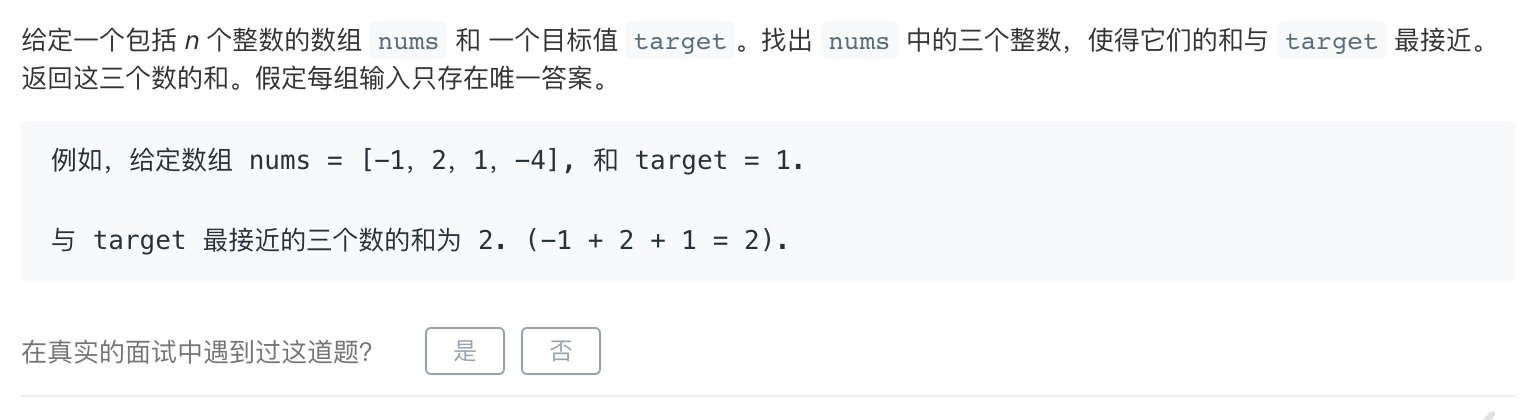 给定一个包括 n 个整数的数组 nums 和 一个目标值 target 。找出 nums 中的三个整数，使得它们的和与 target 最接近。
返回这三个数的和。假定每组输入只存在唯一答案。
例如，给定数组 nums = [-1，2，1，-4], 和 target = 1.
与 target 最接近的三个数的和为 2. (-1 + 2 + 1 = 2).
在真实的面试中遇到过这道题？ 是 否